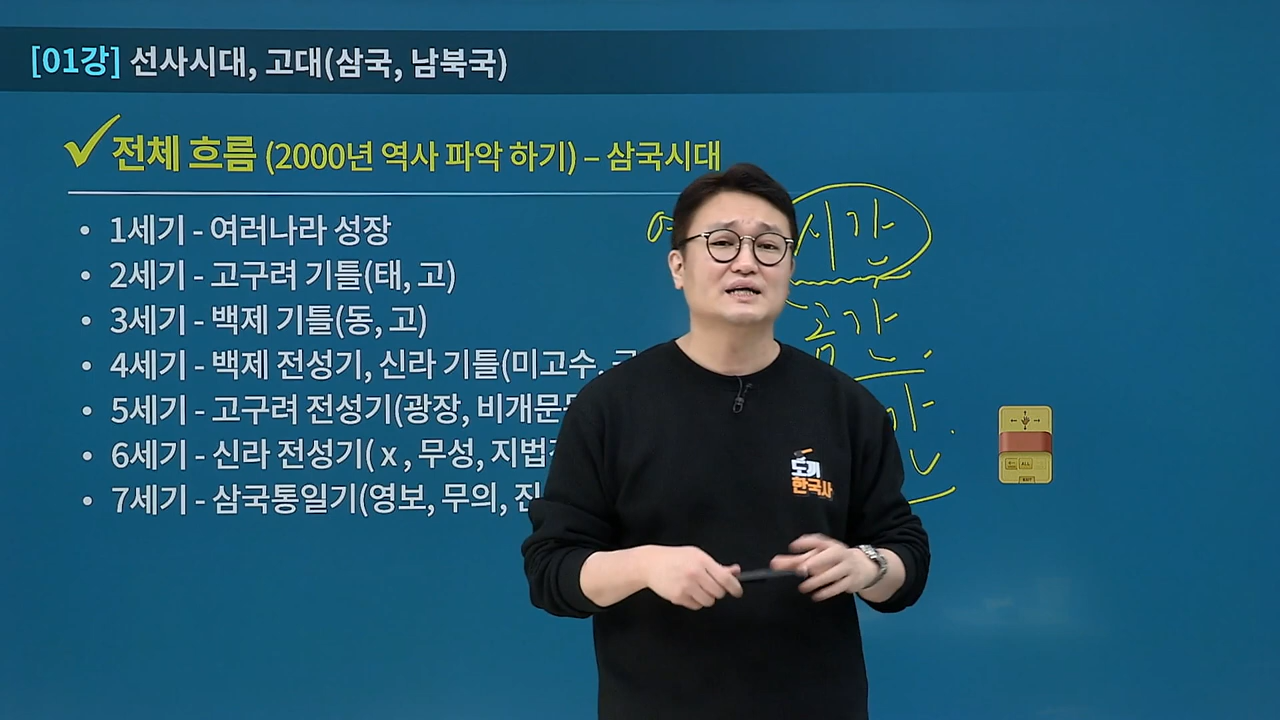 [01강] 선사시대, 고대(삼국, 남북국)
전체 흐름 (2000년 역사 파악 하기) – 삼국시대
• 1세기 - 여러나라 성장
• 2세기 - 고구려 기틀(태, 고)
• 3세기 - 백제 기틀(동, 고)
• 4세기 - 백제 전성기, 신라 기틀(미고수,
• 5세기 - 고구려 전성기(광장, 비개문
• 6세기 - 신라 전성기( x , 무성, 지법
• 7세기 - 삼국통일기(영보, 무의, 진
시간
공간
도끼
한국사